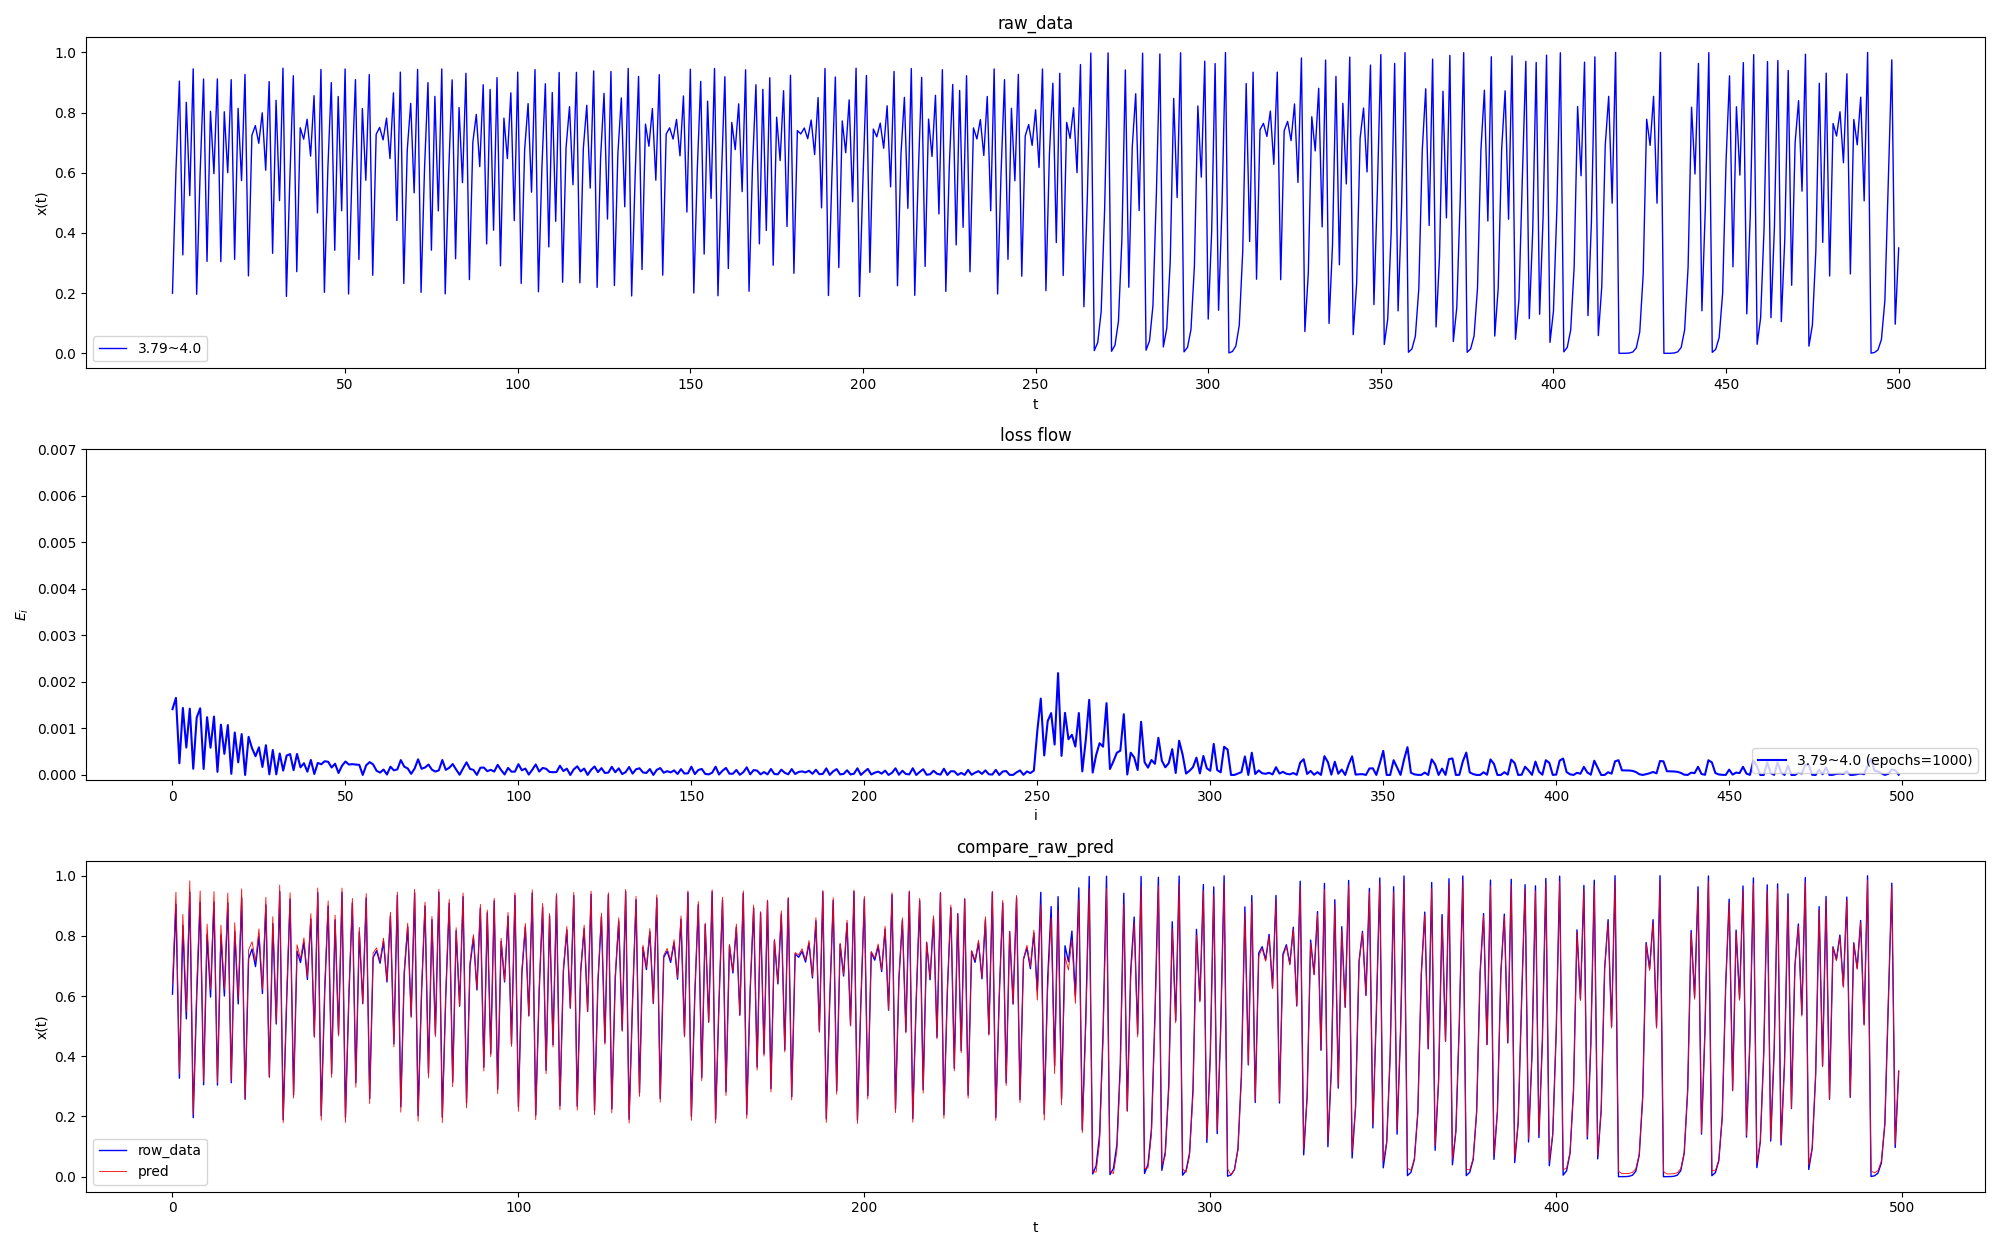 raw_data
1.0
0.8
0.6
0.4
0.2
0.0
x(t)
3.79~4.0
50 100 150 200 250 300 350 400 450 500
t
loss flow
0.007
0.006
0.005
0.004
0.003
0.002
0.001
0.000
E_i
3.79~4.0 (epochs=1000)
0 50 100 150 200 250 300 350 400 450 500
i
compare_raw_pred
1.0
0.8
0.6
0.4
0.2
0.0
x(t)
row_data
pred
0 100 200 300 400 500
t